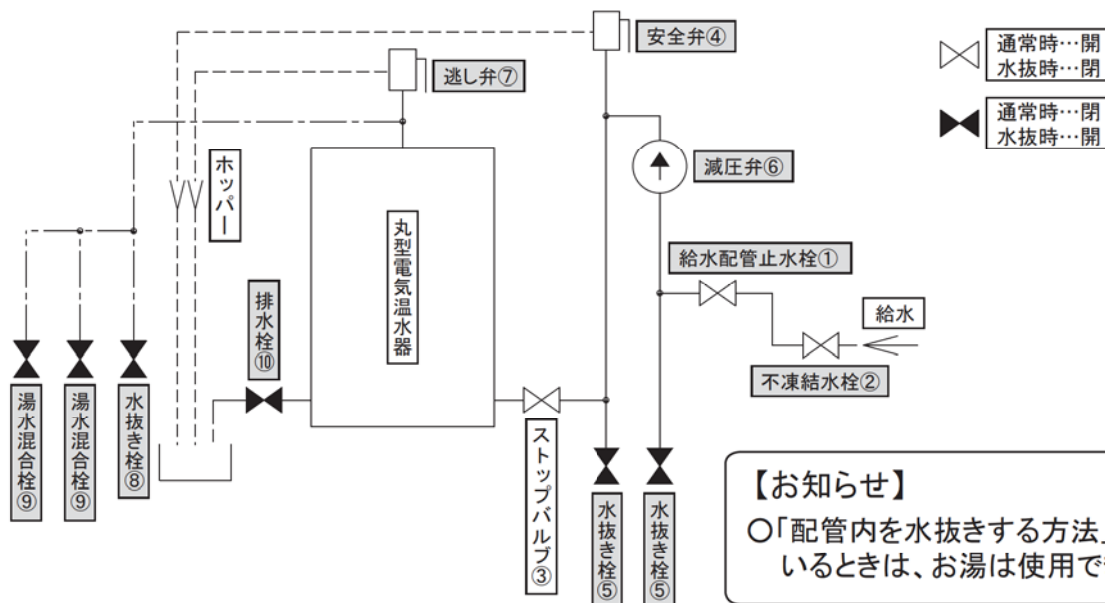 安全弁④
通常時…開
水抜時…閉
逃し弁⑦
通常時…閉
水抜時…開
ホッパー
減圧弁⑥
丸型電気温水器
給水配管止水栓①
給水
排水栓⑩
不凍結水栓②
湯水混合栓⑨
湯水混合栓⑨
水抜き栓⑧
ストップバルブ③
水抜き栓⑤
水抜き栓⑤
【お知らせ】
〇「配管内を水抜きする方法」
いるときは、お湯は使用で